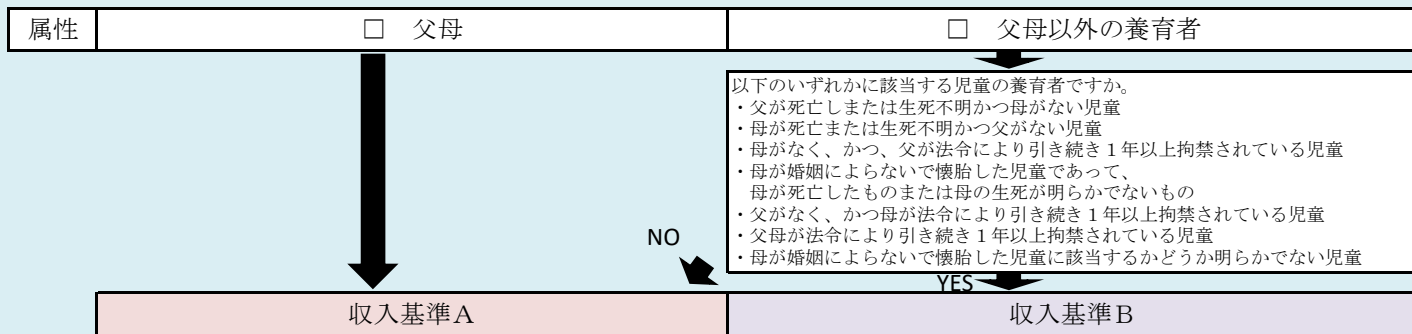 属性
□ 父母
□ 父母以外の養育者
以下のいずれかに該当する児童の養育者ですか。
・父が死亡しまたは生死不明かつ母がない児童
・母が死亡または生死不明かつ父がない児童
・母がなく、かつ、父が法令により引き続き１年以上拘禁されている児童
・母が婚姻によらないで懐胎した児童であって、
母が死亡したものまたは母の生死が明らかでないもの
・父がなく、かつ母が法令により引き続き１年以上拘禁されている児童
・父母が法令により引き続き１年以上拘禁されている児童
・母が婚姻によらないで懐胎した児童に該当するかどうか明らかでない児童
NO
YES
収入基準Ａ
収入基準Ｂ